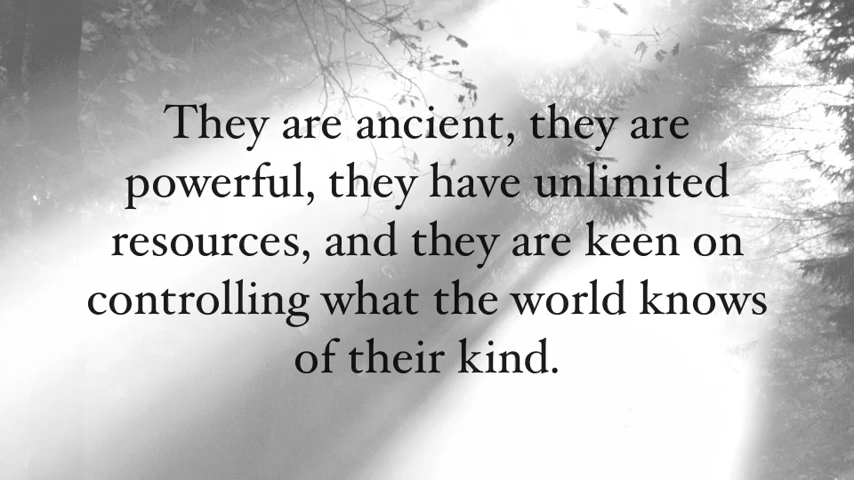 They are ancient, they are
powerful, they have unlimited
resources, and they are keen on
controlling what the world knows
of their kind.